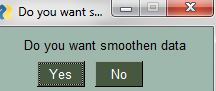 Do you want s...
Do you want smoothen data
Yes No